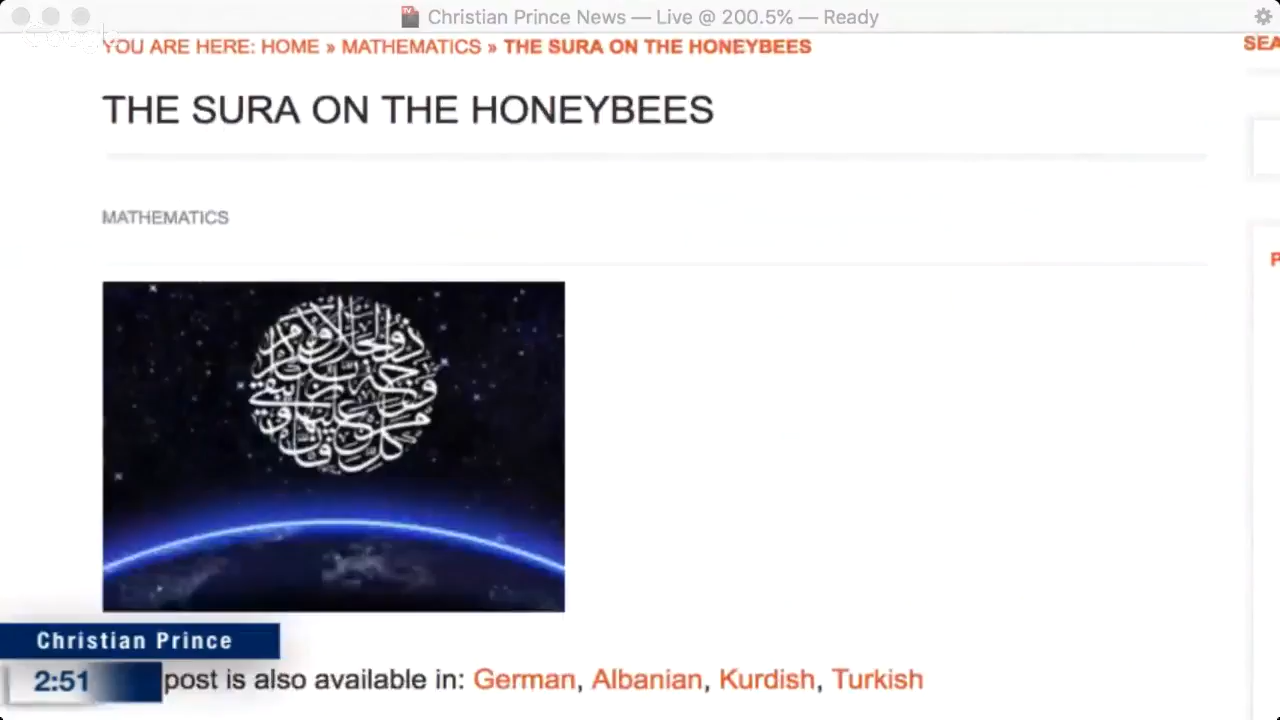 Christian Prince News — Live @ 200.5% — Ready
YOU ARE HERE: HOME » MATHEMATICS » THE SURA ON THE HONEYBEES
SEA
THE SURA ON THE HONEYBEES
MATHEMATICS
P
Christian Prince
2:51
post is also available in: German, Albanian, Kurdish, Turkish